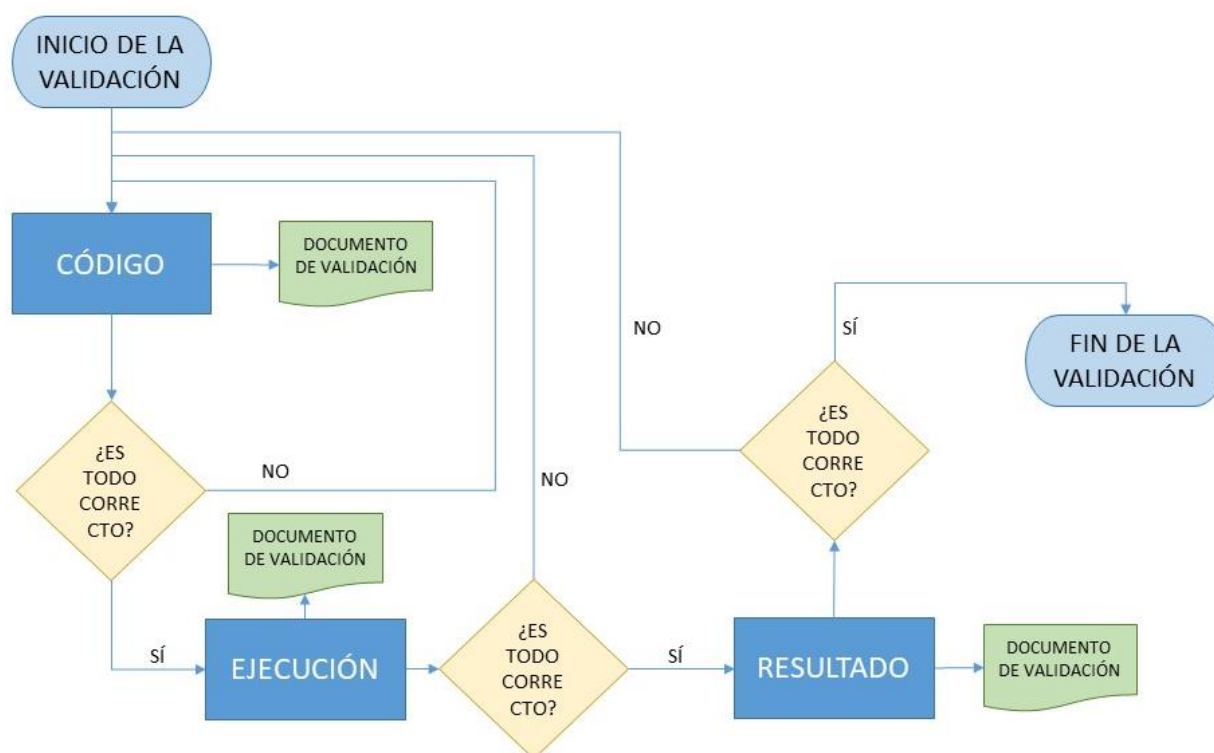 INICIO DE LA
VALIDACIÓN
CÓDIGO
DOCUMENTO
DE VALIDACIÓN
¿ES
TODO
CORRE
CTO?
NO
SÍ
DOCUMENTO
DE VALIDACIÓN
EJECUCIÓN
¿ES
TODO
CORRE
CTO?
NO
SÍ
RESULTADO
DOCUMENTO
DE VALIDACIÓN
¿ES
TODO
CORRE
CTO?
NO
SÍ
FIN DE LA
VALIDACIÓN